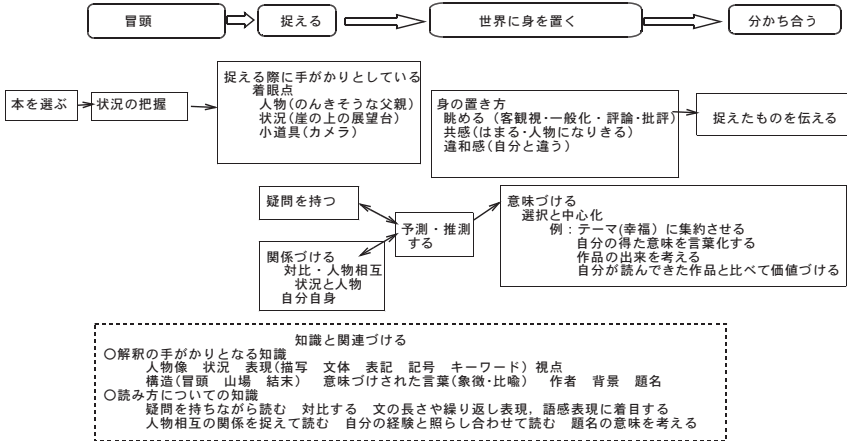 冒頭
捉える
世界に身を置く
分かち合う
本を選ぶ
状況の把握
捉える際に手がかりとしている
着眼点
人物(のんきそうな父親)
状況(崖の上の展望台)
小道具(カメラ)
身の置き方
眺める（客観視・一般化・評論・批評）
共感(はまる・人物になりきる)
違和感(自分と違う)
捉えたものを伝える
疑問を持つ
関係づける
対比・人物相互
状況と人物
自分自身
予測・推測
する
意味づける
選択と中心化
例：テーマ(幸福）に集約させる
自分の得た意味を言葉化する
作品の出来を考える
自分が読んできた作品と比べて価値づける
知識と関連づける
○解釈の手がかりとなる知識
人物像　状況　表現(描写　文体　表記　記号　キーワード）視点
構造(冒頭　山場　結末）　意味づけされた言葉(象徴・比喩）　作者　背景　題名
○読み方についての知識
疑問を持ちながら読む　対比する　文の長さや繰り返し表現，語感表現に着目する
人物相互の関係を捉えて読む　自分の経験と照らし合わせて読む　題名の意味を考える